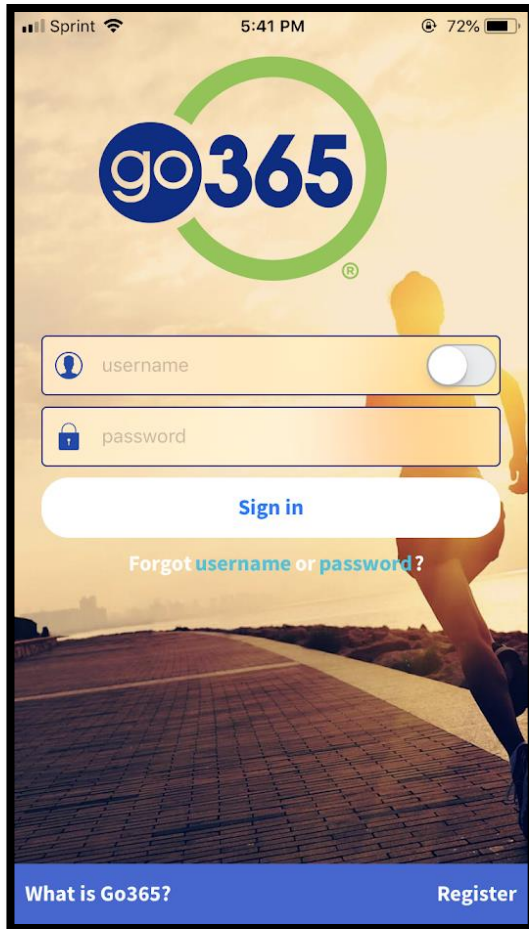 Sprint 5:41 PM 72%
go365
®
username
password
Sign in
Forgot username or password?
What is Go365? Register